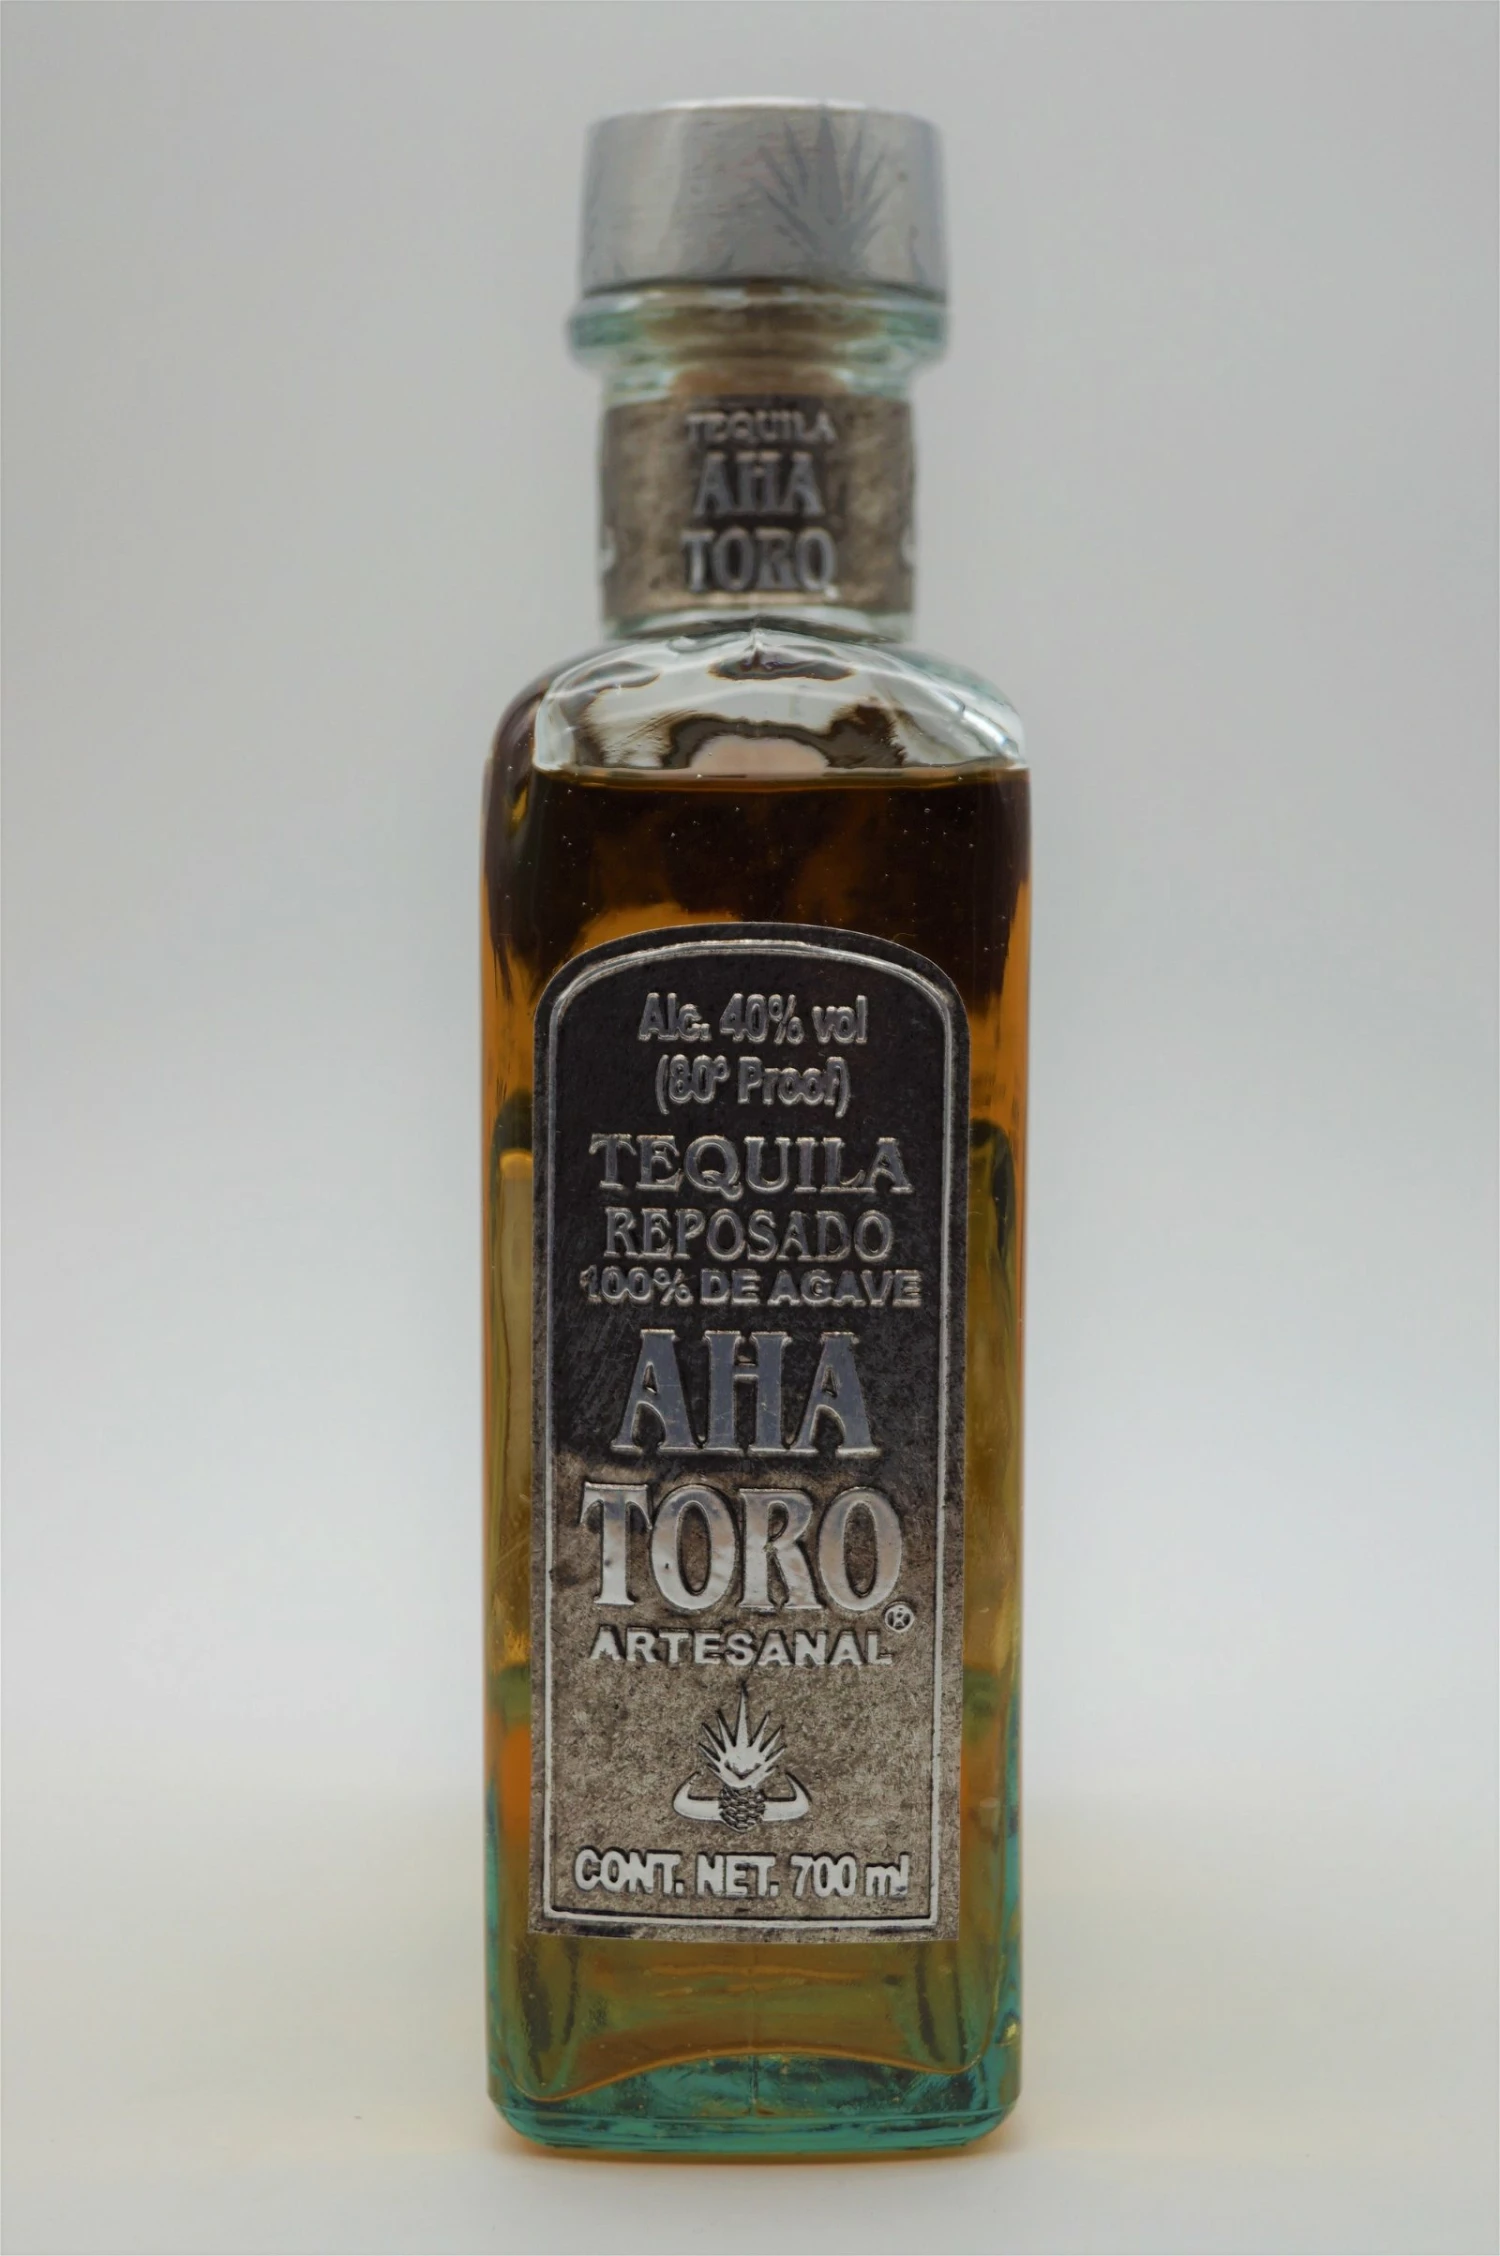 TEQUILA
AHA
TORO
Alc. 40% vol
(80° Proof)
TEQUILA
REPOSADO
100% DE AGAVE
AHA
TORO®
ARTESANAL
CONT. NET. 700 ml